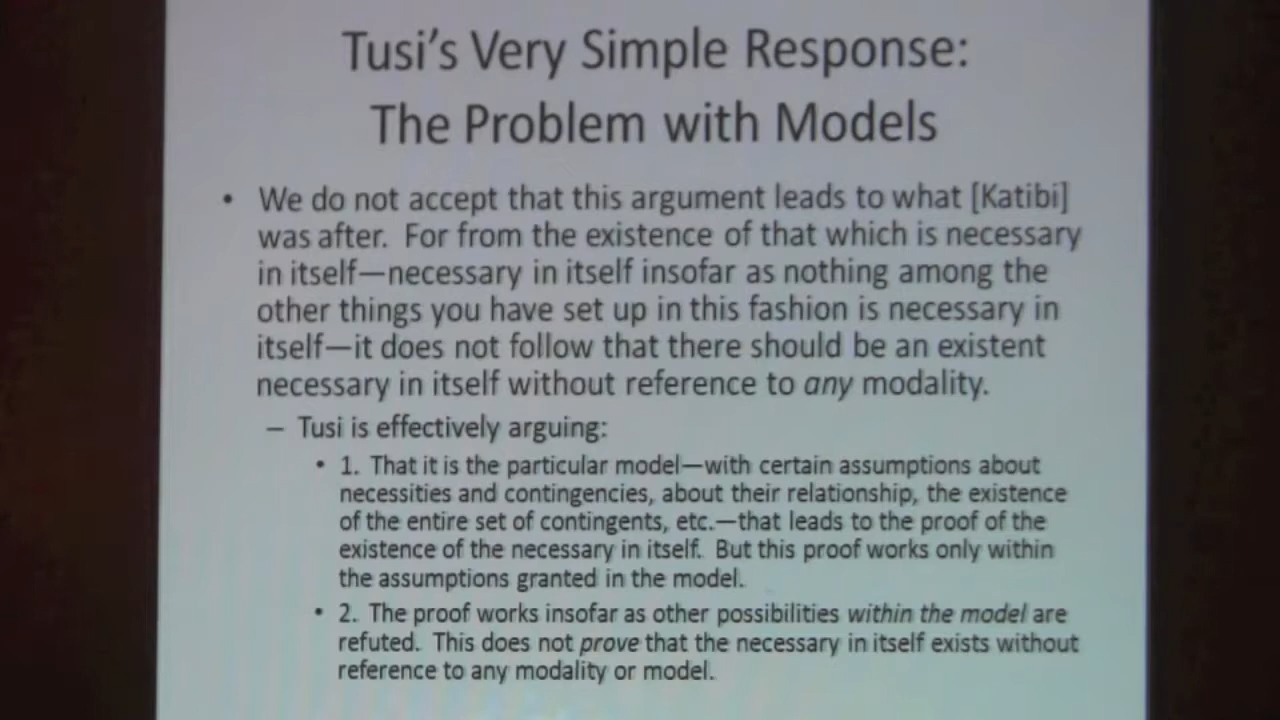 Tusi's Very Simple Response:
The Problem with Models
• We do not accept that this argument leads to what [Katibi]
was after. For from the existence of that which is necessary
in itself—necessary in itself insofar as nothing among the
other things you have set up in this fashion is necessary in
itself—it does not follow that there should be an existent
necessary in itself without reference to any modality.
– Tusi is effectively arguing:
• 1. That it is the particular model—with certain assumptions about
necessities and contingencies, about their relationship, the existence
of the entire set of contingents, etc.—that leads to the proof of the
existence of the necessary in itself. But this proof works only within
the assumptions granted in the model.
• 2. The proof works insofar as other possibilities within the model are
refuted. This does not prove that the necessary in itself exists without
reference to any modality or model.